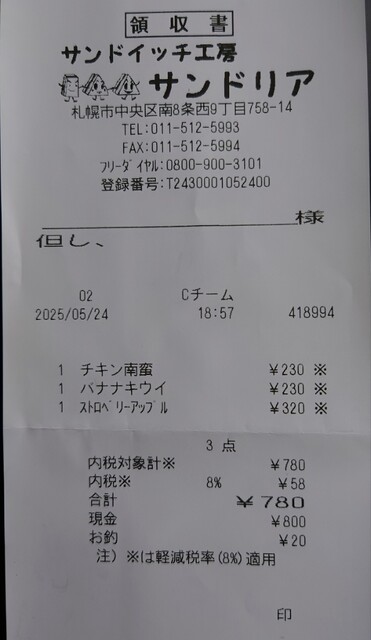 領収書
サンドイッチ工房
サンドリア
札幌市中央区南8条西9丁目758-14
TEL:011-512-5993
FAX:011-512-5994
ﾌﾘｰﾀﾞｲﾔﾙ:0800-900-3101
登録番号:T2430001052400
様
但し、
02 Cチーム
2025/05/24 18:57 418994
1 チキン南蛮 ¥230 ※
1 バナナキウイ ¥230 ※
1 ｽﾄﾛﾍﾞﾘｰｱｯﾌﾟﾙ ¥320 ※
3 点
内税対象計※ ¥780
内税※ 8% ¥58
合計 ¥780
現金 ¥800
お釣 ¥20
注) ※は軽減税率(8%)適用
印